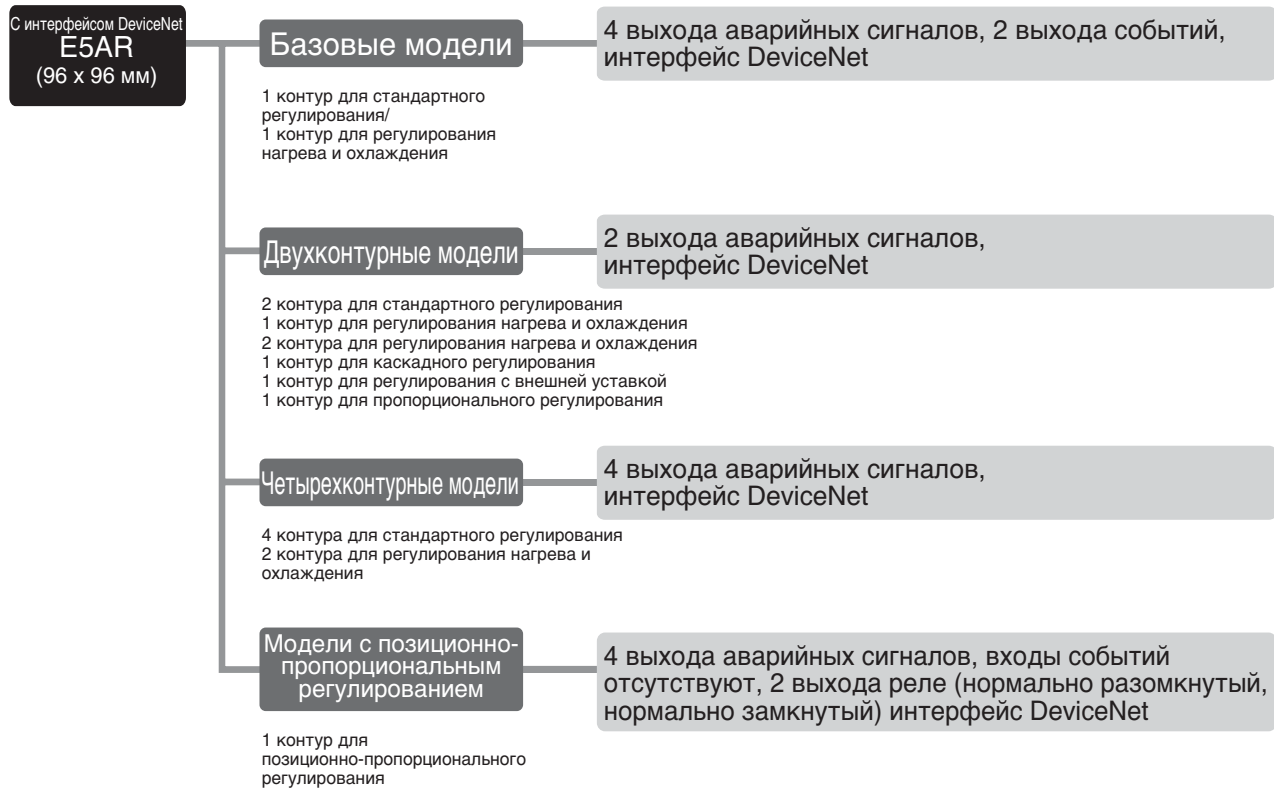 С интерфейсом DeviceNet
E5AR
(96 x 96 мм)
Базовые модели
4 выхода аварийных сигналов, 2 выхода событий,
интерфейс DeviceNet
1 контур для стандартного
регулирования/
1 контур для регулирования
нагрева и охлаждения
Двухконтурные модели
2 выхода аварийных сигналов,
интерфейс DeviceNet
2 контура для стандартного регулирования
1 контур для регулирования нагрева и охлаждения
2 контура для регулирования нагрева и охлаждения
1 контур для каскадного регулирования
1 контур для регулирования с внешней уставкой
1 контур для пропорционального регулирования
Четырехконтурные модели
4 выхода аварийных сигналов,
интерфейс DeviceNet
4 контура для стандартного регулирования
2 контура для регулирования нагрева и
охлаждения
Модели с позиционно-
пропорциональным
регулированием
4 выхода аварийных сигналов, входы событий
отсутствуют, 2 выхода реле (нормально разомкнутый,
нормально замкнутый) интерфейс DeviceNet
1 контур для
позиционно-пропорционального
регулирования